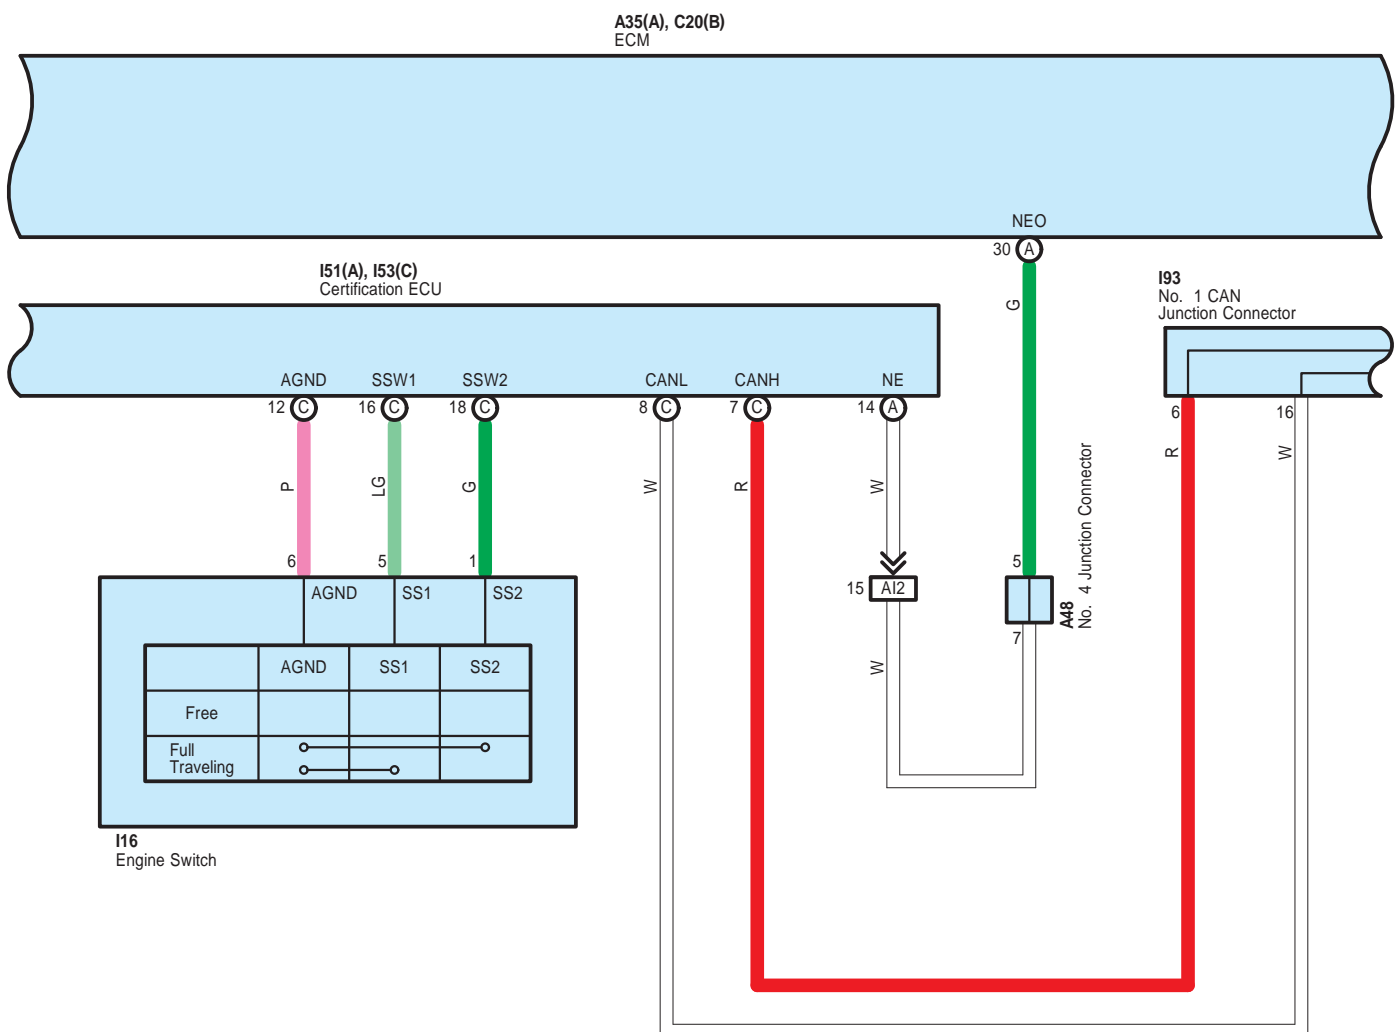 A35(A), C20(B)
ECM
NEO
30 A
I51(A), I53(C)
Certification ECU
I93
No. 1 CAN
Junction Connector
G
AGND SSW1 SSW2 CANL CANH NE
12 C 16 C 18 C 8 C 7 C 14 A
6 16
P LG G W R W R W
6 5 1 5
15 AI2
7
A48
No. 4 Junction Connector
W
AGND SS1 SS2
AGND SS1 SS2
Free
Full
Traveling
I16
Engine Switch